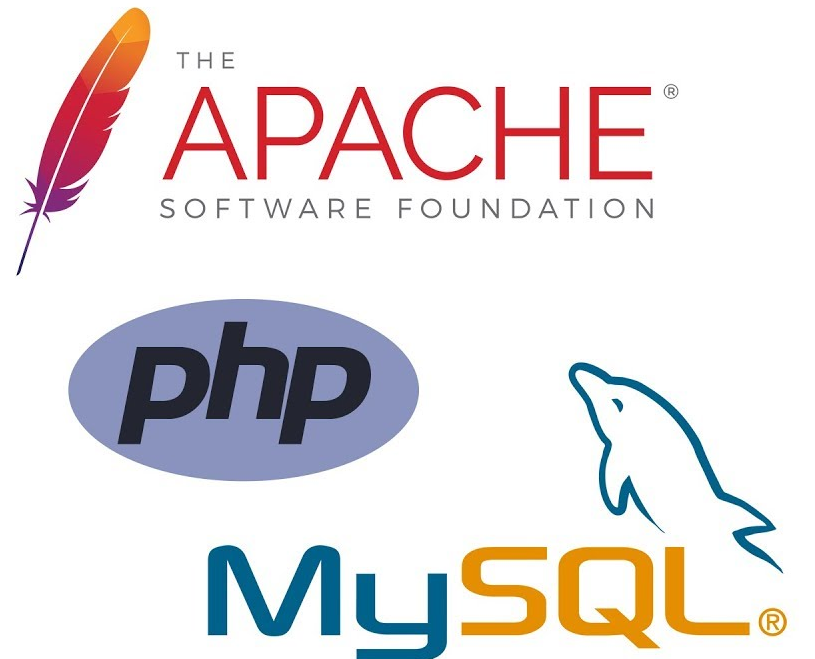 THE
APACHE®
SOFTWARE FOUNDATION
php
MySQL®